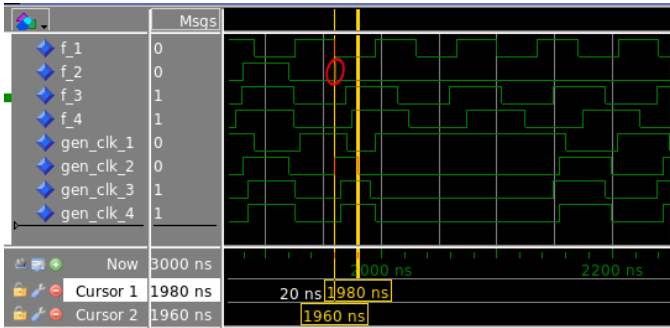 Msgs
f_1 0
f_2 0
f_3 1
f_4 1
gen_clk_1 0
gen_clk_2 0
gen_clk_3 1
gen_clk_4 1
Now 3000 ns 2000 ns 2200 ns
Cursor 1 1980 ns 20 ns 1980 ns
Cursor 2 1960 ns 1960 ns